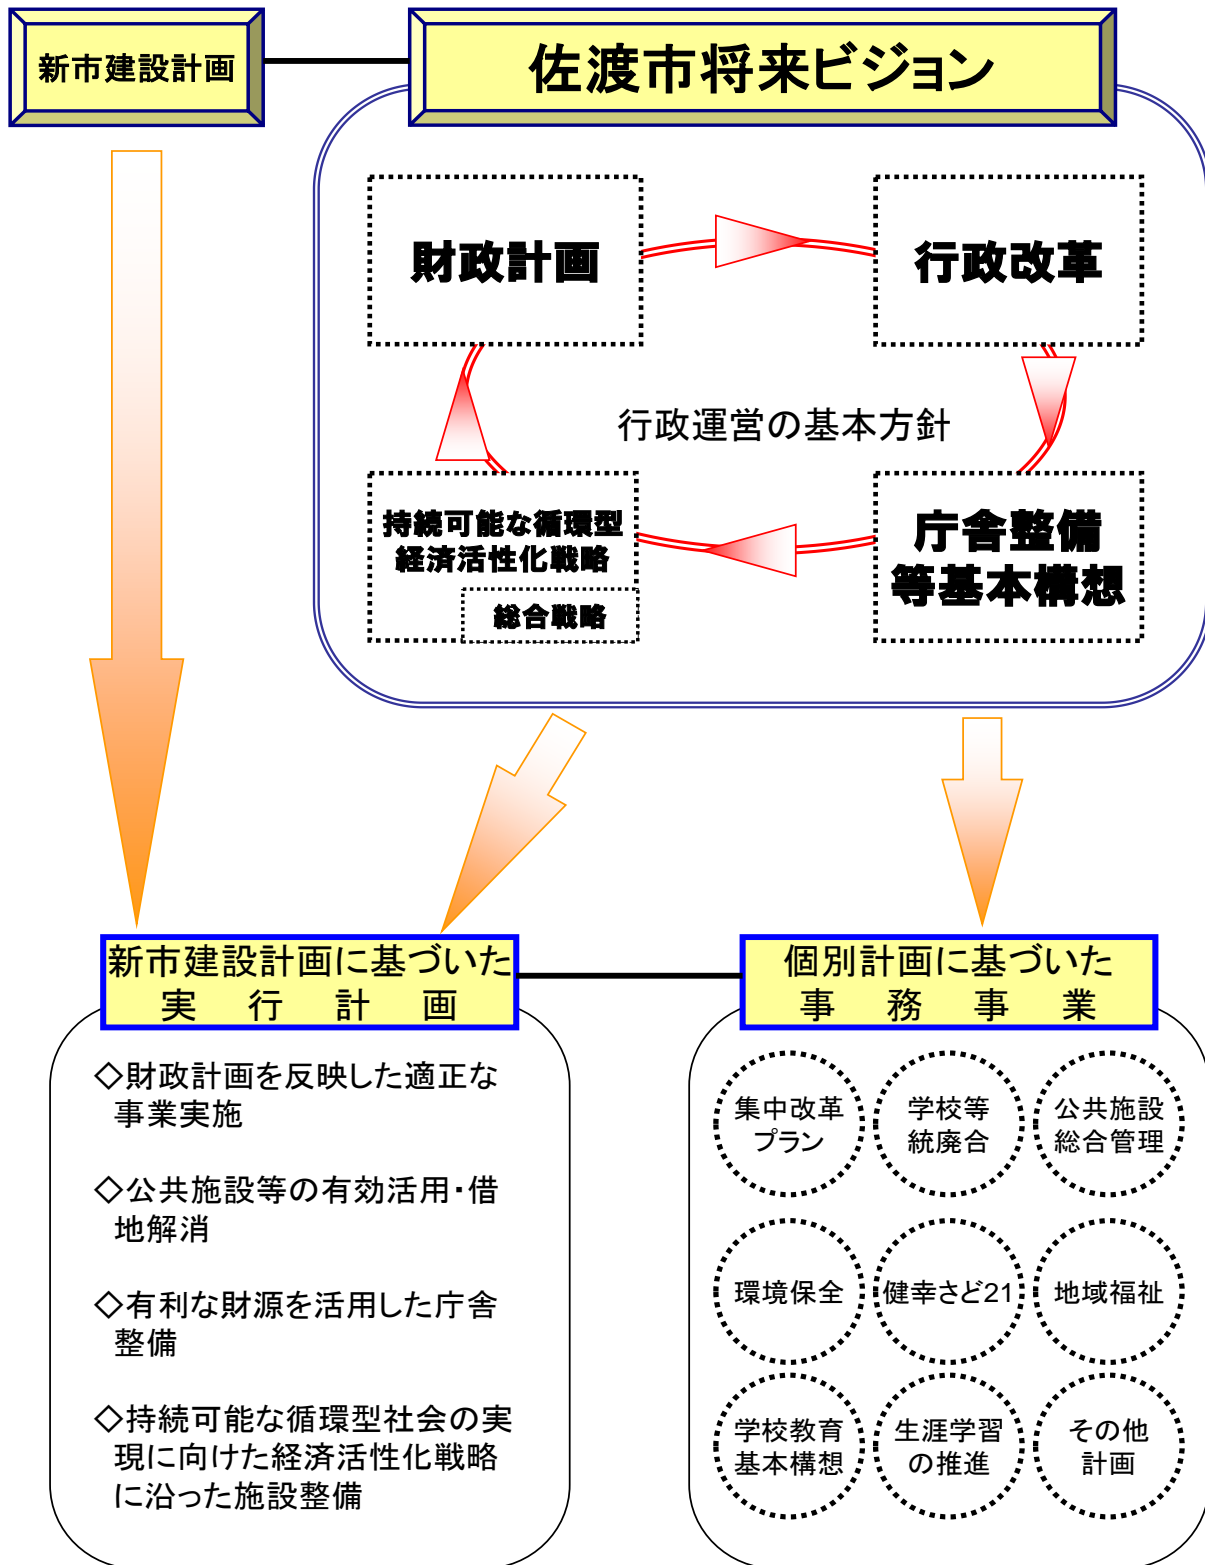 新市建設計画
佐渡市将来ビジョン
財政計画
行政改革
行政運営の基本方針
持続可能な循環型
経済活性化戦略
総合戦略
庁舎整備
等基本構想
新市建設計画に基づいた
実行計画
◇財政計画を反映した適正な
事業実施
◇公共施設等の有効活用・借
地解消
◇有利な財源を活用した庁舎
整備
◇持続可能な循環型社会の実
現に向けた経済活性化戦略
に沿った施設整備
個別計画に基づいた
事務事業
集中改革
プラン
学校等
統廃合
公共施設
総合管理
環境保全
健幸さど21
地域福祉
学校教育
基本構想
生涯学習
の推進
その他
計画